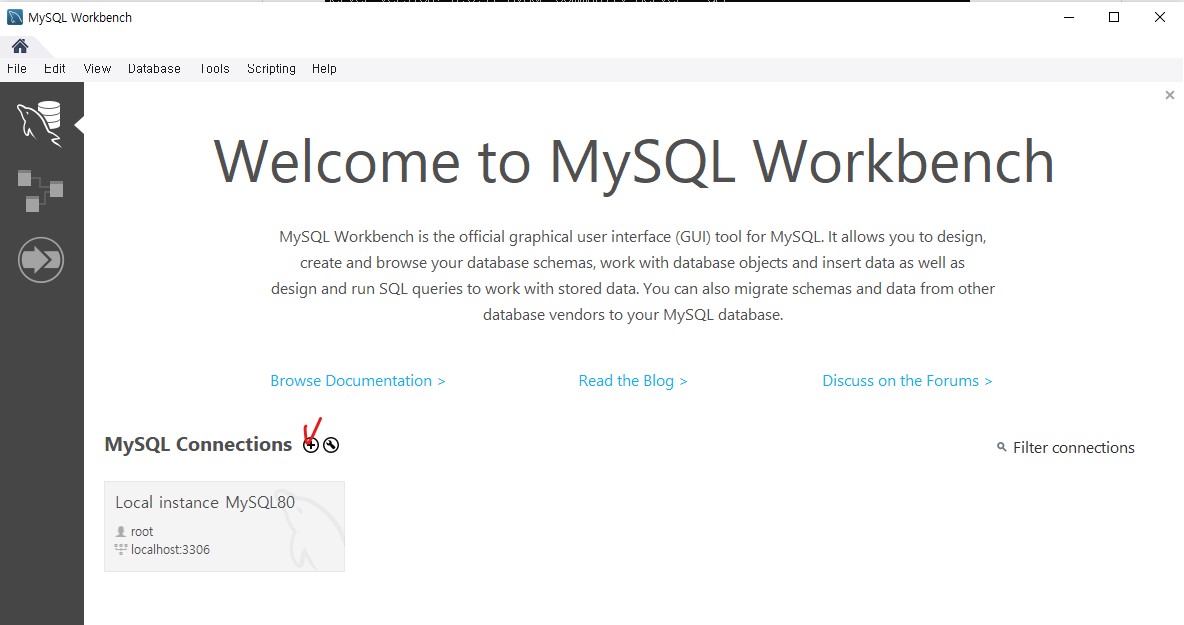 MySQL Workbench
File Edit View Database Tools Scripting Help
Welcome to MySQL Workbench
MySQL Workbench is the official graphical user interface (GUI) tool for MySQL. It allows you to design,
create and browse your database schemas, work with database objects and insert data as well as
design and run SQL queries to work with stored data. You can also migrate schemas and data from other
database vendors to your MySQL database.
Browse Documentation >
Read the Blog >
Discuss on the Forums >
MySQL Connections
Filter connections
Local instance MySQL80
root
localhost:3306